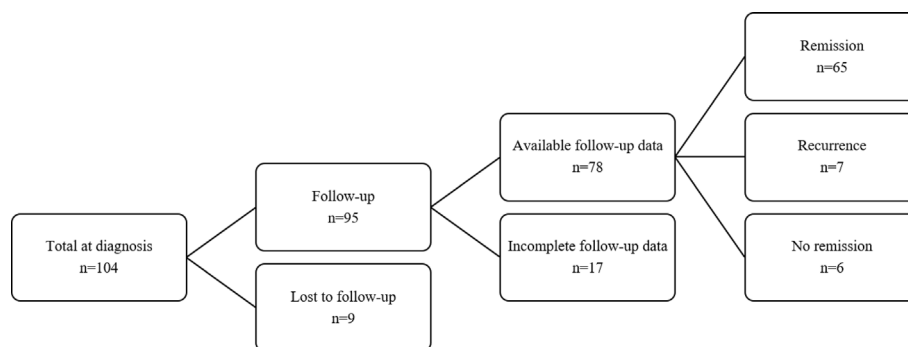 Total at diagnosis
n=104
Follow-up
n=95
Lost to follow-up
n=9
Available follow-up data
n=78
Incomplete follow-up data
n=17
Remission
n=65
Recurrence
n=7
No remission
n=6